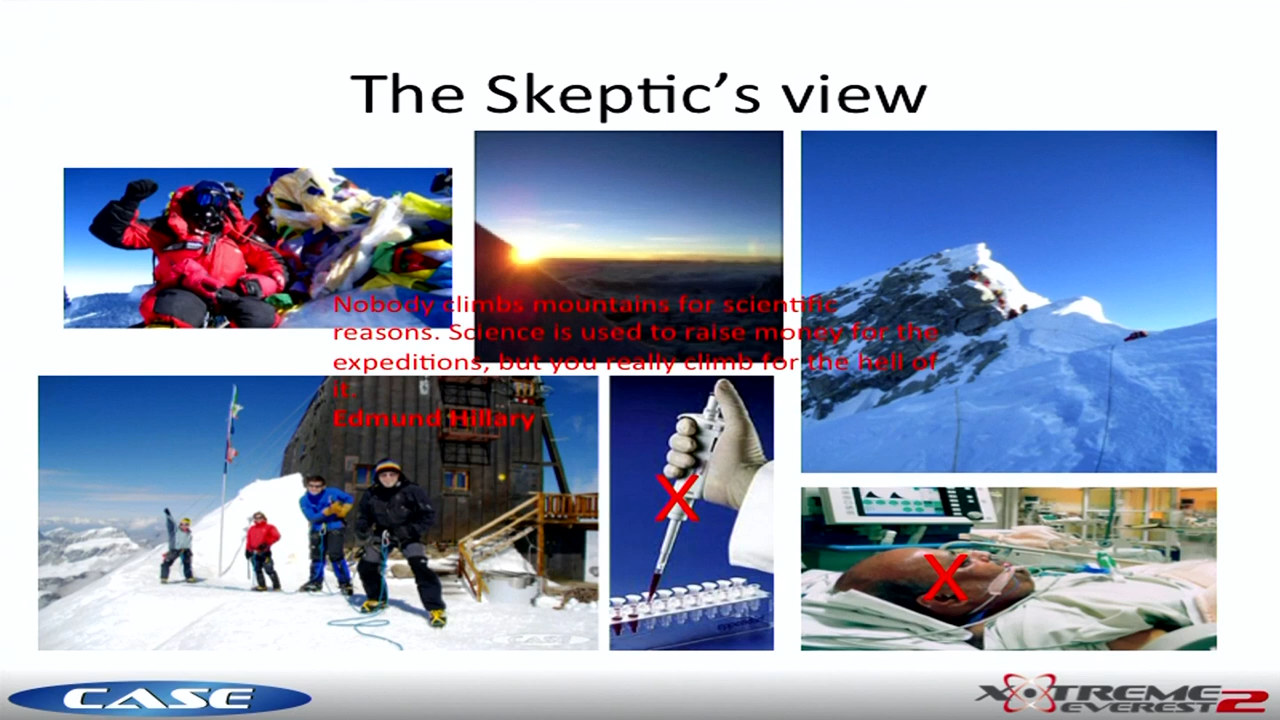 The Skeptic's view
Nobody climbs mountains for scientific
reasons. Science is used to raise money for the
expeditions, but you really climb for the hell of
it.
Edmund Hillary
X
X
eppendorf
CASE
XTREME
EVEREST 2